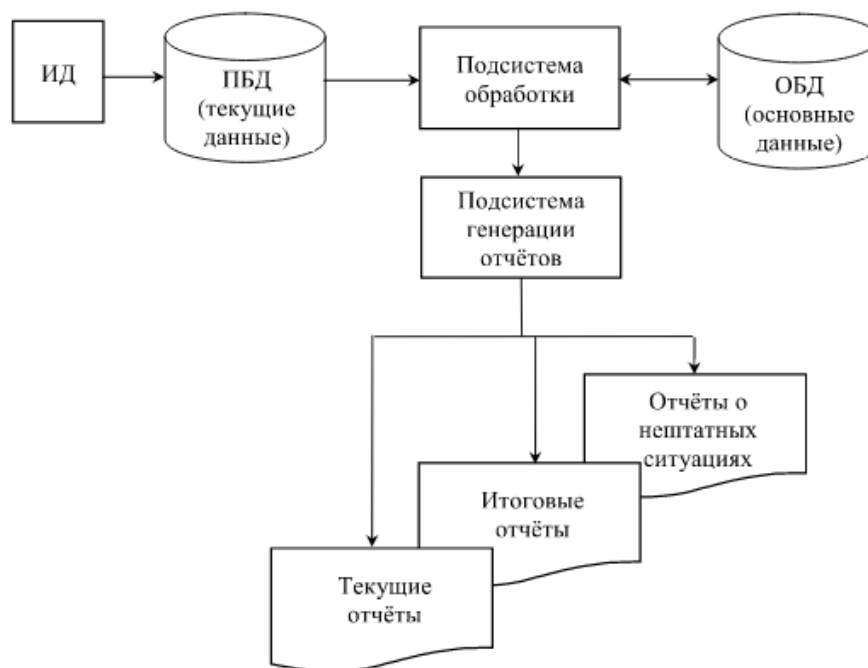 ИД
ПБД
(текущие
данные)
Подсистема
обработки
ОБД
(основные
данные)
Подсистема
генерации
отчётов
Отчёты о
нештатных
ситуациях
Итоговые
отчёты
Текущие
отчёты